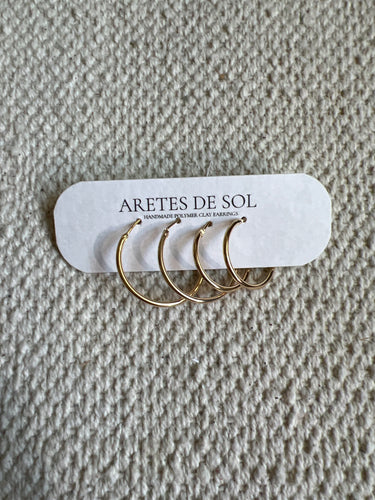 ARETES DE SOL
HANDMADE POLYMER CLAY EARRINGS